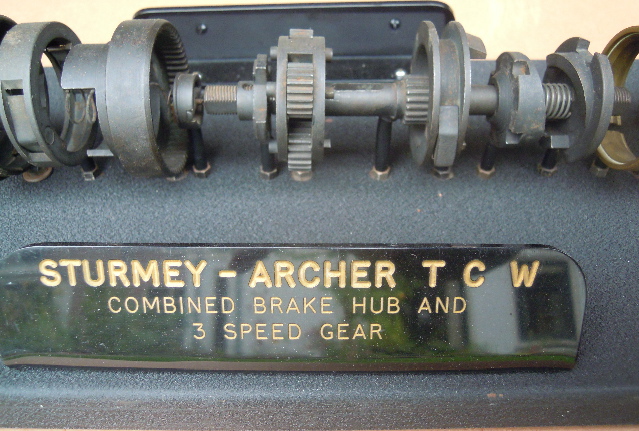 STURMEY - ARCHER T C W
COMBINED BRAKE HUB AND
3 SPEED GEAR